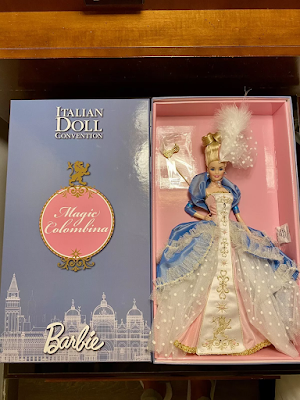 ITALIAN
DOLL
CONVENTION
Magic
Colombina
Barbie